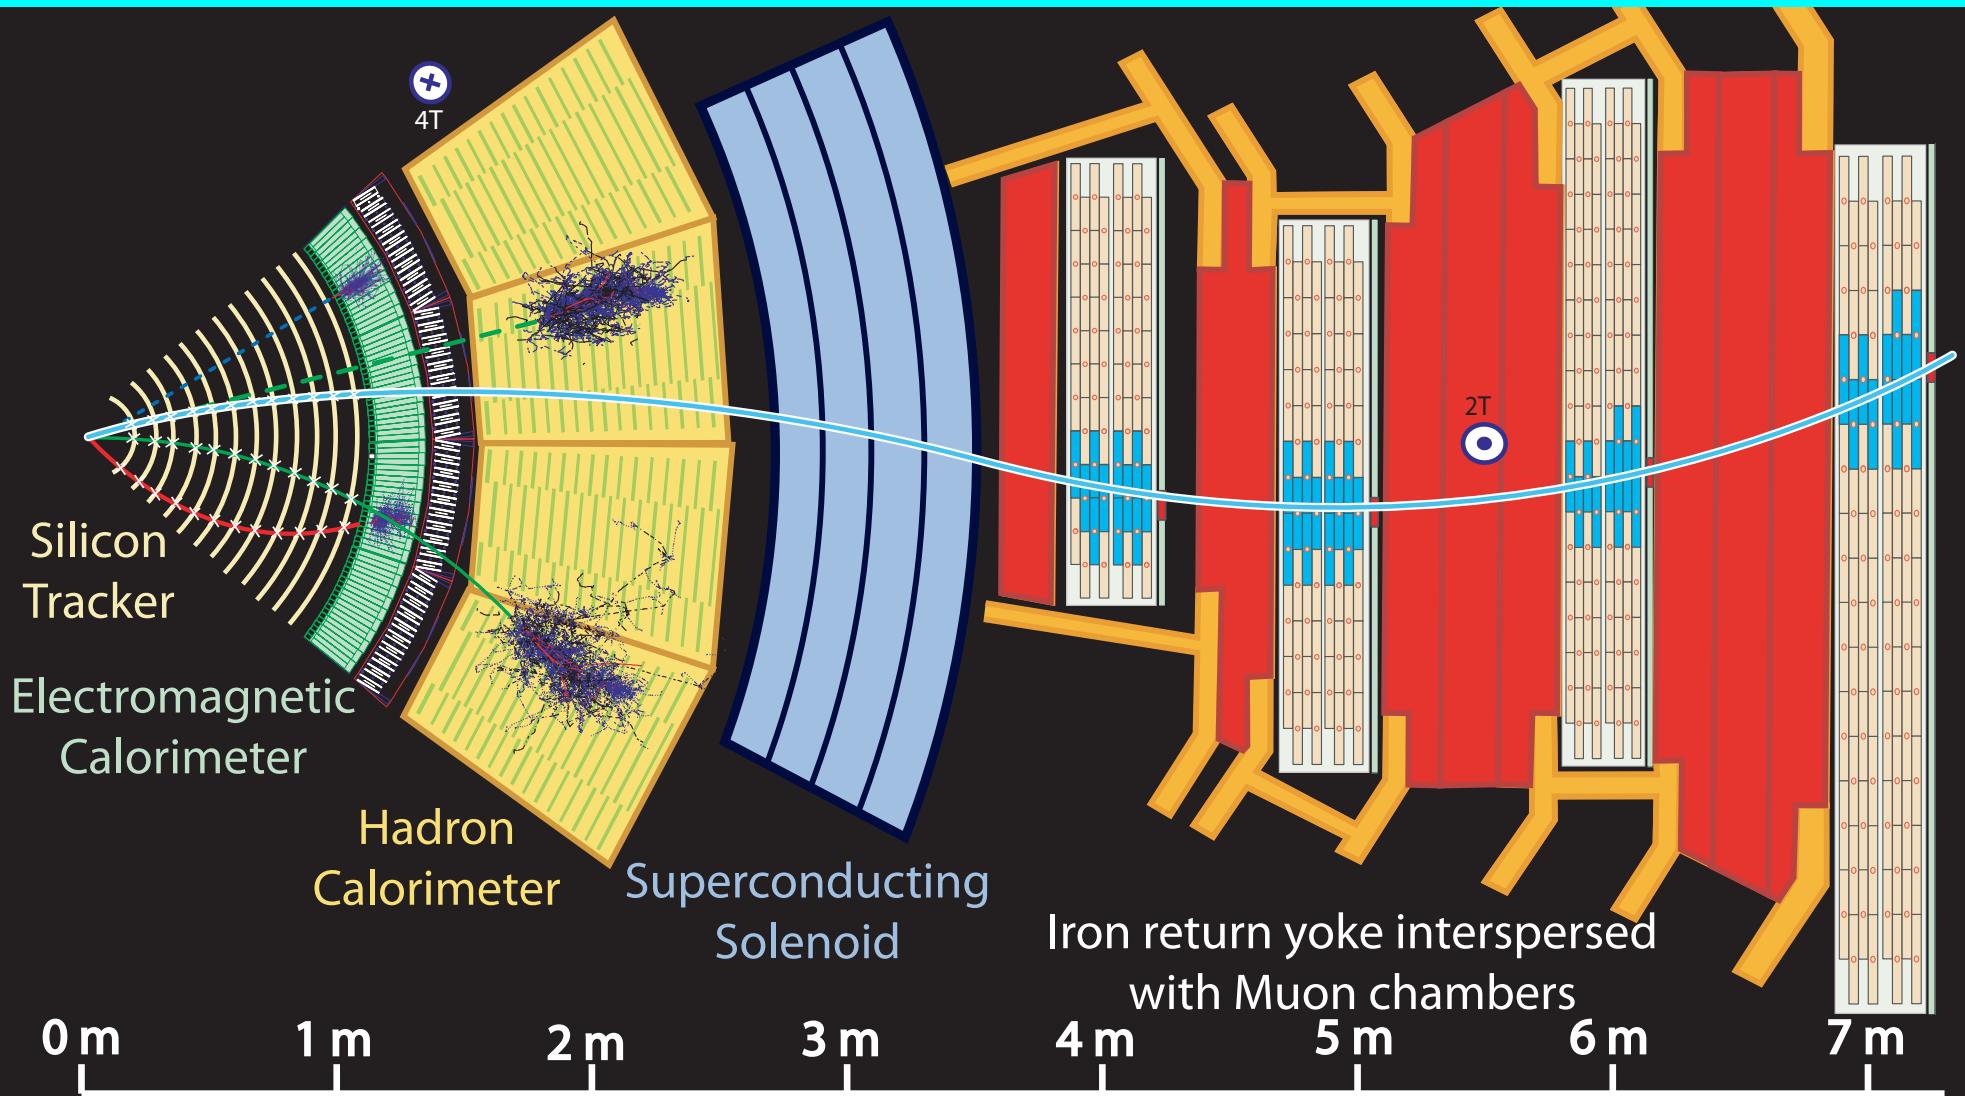 4T
2T
Silicon
Tracker
Electromagnetic
Calorimeter
Hadron
Calorimeter
Superconducting
Solenoid
Iron return yoke interspersed
with Muon chambers
0 m 1 m 2 m 3 m 4 m 5 m 6 m 7 m